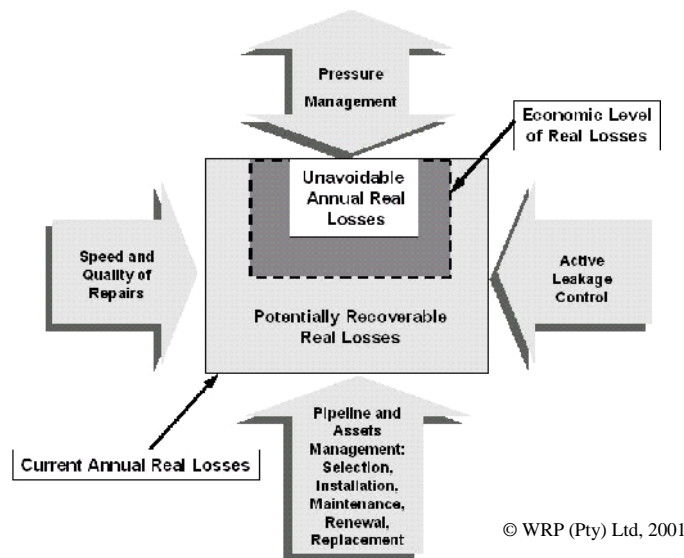 Pressure
Management
Economic Level
of Real Losses
Unavoidable
Annual Real
Losses
Speed and
Quality of
Repairs
Active
Leakage
Control
Potentially Recoverable
Real Losses
Pipeline and
Assets
Management:
Selection,
Installation,
Maintenance,
Renewal,
Replacement
Current Annual Real Losses
© WRP (Pty) Ltd, 2001